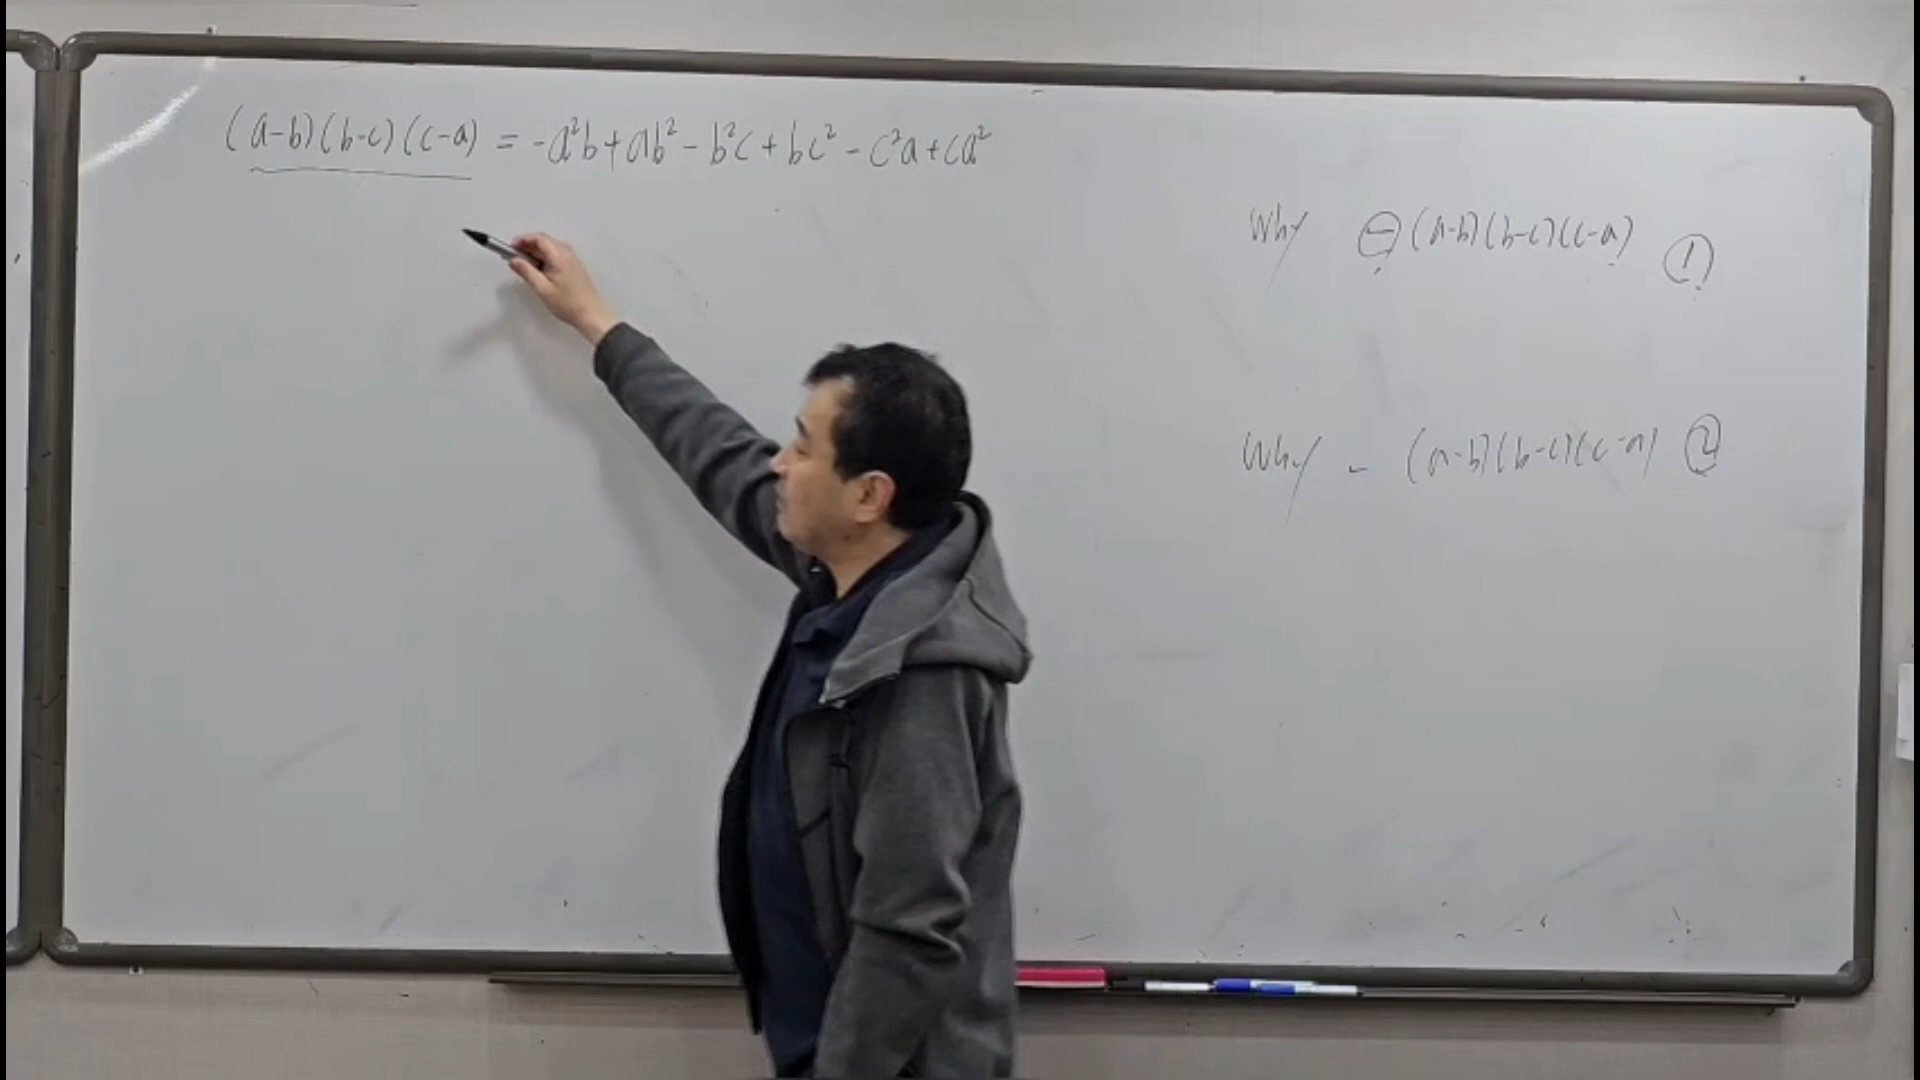 (a-b)(b-c)(c-a) = -a²b+ab²-b²c+bc²-c²a+ca²
Why ⊖(a-b)(b-c)(c-a) ①
Why -(a-b)(b-c)(c-a) ②